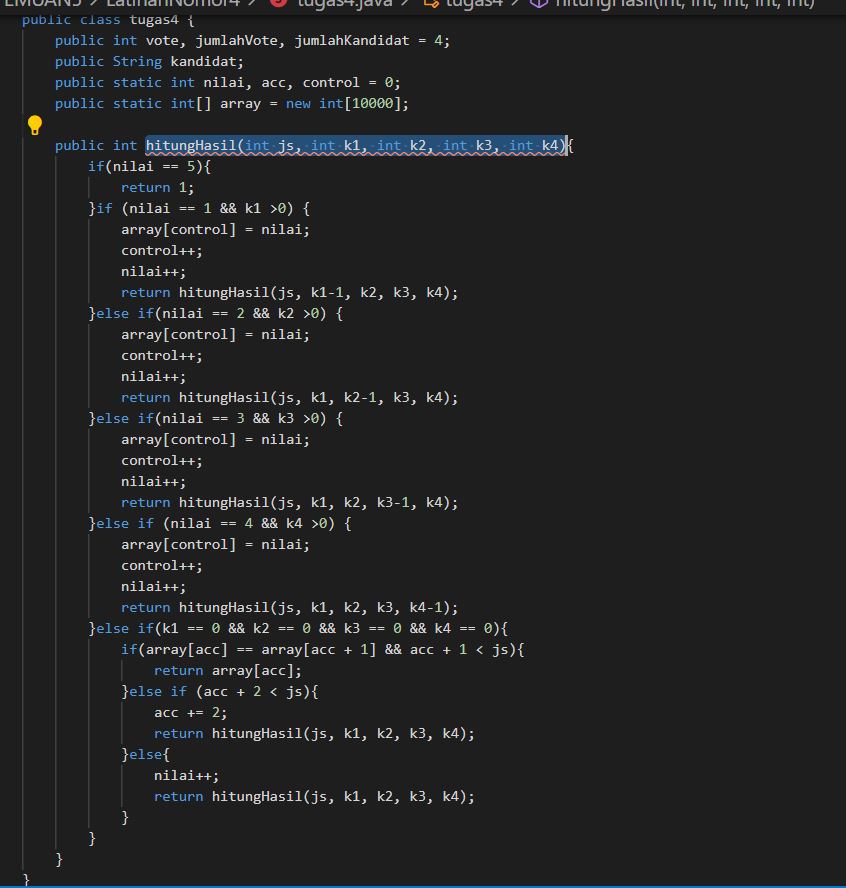 EMUAN5 > LatihanNomor4 > tugas4.java > tugas4 > hitungHasil(int, int, int, int, int)
public class tugas4 {
    public int vote, jumlahVote, jumlahKandidat = 4;
    public String kandidat;
    public static int nilai, acc, control = 0;
    public static int[] array = new int[10000];

    public int hitungHasil(int js, int k1, int k2, int k3, int k4){
        if(nilai == 5){
            return 1;
        }if (nilai == 1 && k1 >0) {
            array[control] = nilai;
            control++;
            nilai++;
            return hitungHasil(js, k1-1, k2, k3, k4);
        }else if(nilai == 2 && k2 >0) {
            array[control] = nilai;
            control++;
            nilai++;
            return hitungHasil(js, k1, k2-1, k3, k4);
        }else if(nilai == 3 && k3 >0) {
            array[control] = nilai;
            control++;
            nilai++;
            return hitungHasil(js, k1, k2, k3-1, k4);
        }else if (nilai == 4 && k4 >0) {
            array[control] = nilai;
            control++;
            nilai++;
            return hitungHasil(js, k1, k2, k3, k4-1);
        }else if(k1 == 0 && k2 == 0 && k3 == 0 && k4 == 0){
            if(array[acc] == array[acc + 1] && acc + 1 < js){
                return array[acc];
            }else if (acc + 2 < js){
                acc += 2;
                return hitungHasil(js, k1, k2, k3, k4);
            }else{
                nilai++;
                return hitungHasil(js, k1, k2, k3, k4);
            }
        }
    }
}